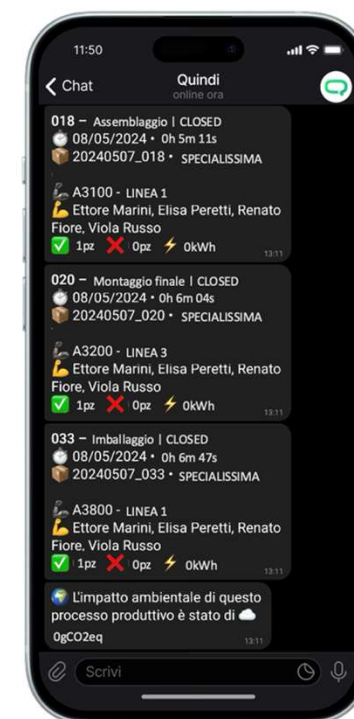 11:50
Chat
Quindi
online ora
018 – Assemblaggio | CLOSED
08/05/2024 • 0h 5m 11s
20240507_018 • SPECIALISSIMA
A3100 - LINEA 1
Ettore Marini, Elisa Peretti, Renato
Fiore, Viola Russo
1pz 0pz 0kWh
13:11
020 – Montaggio finale | CLOSED
08/05/2024 • 0h 6m 04s
20240507_020 • SPECIALISSIMA
A3200 - LINEA 3
Ettore Marini, Elisa Peretti, Renato
Fiore, Viola Russo
1pz 0pz 0kWh
13:11
033 – Imballaggio | CLOSED
08/05/2024 • 0h 6m 47s
20240507_033 • SPECIALISSIMA
A3800 - LINEA 1
Ettore Marini, Elisa Peretti, Renato
Fiore, Viola Russo
1pz 0pz 0kWh
13:11
L'impatto ambientale di questo
processo produttivo è stato di
0gCO2eq
13:11
Scrivi